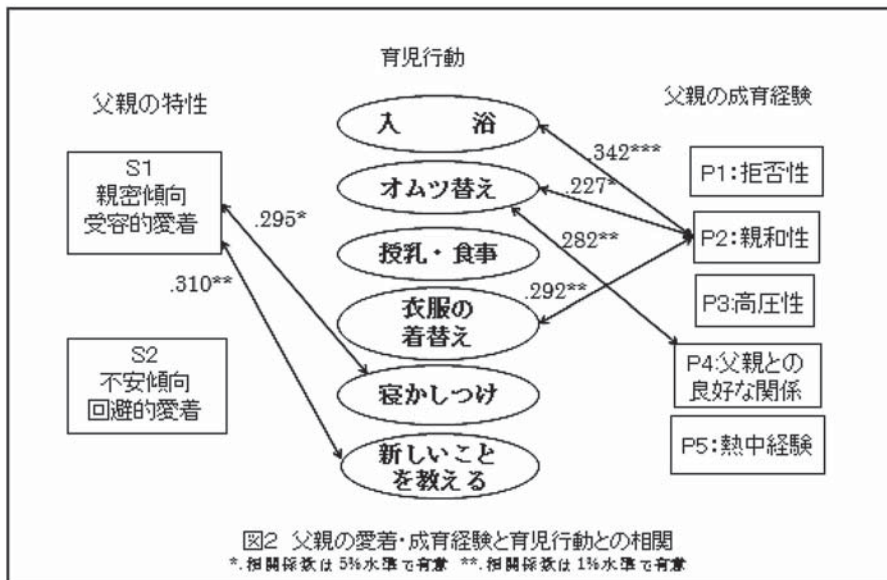 育児行動
父親の特性
父親の成育経験
S1
親密傾向
受容的愛着
S2
不安傾向
回避的愛着
入 浴
オムツ替え
授乳・食事
衣服の
着替え
寝かしつけ
新しいこと
を教える
.295*
.310**
.342***
.227*
.282**
.292**
P1:拒否性
P2:親和性
P3:高圧性
P4:父親との
良好な関係
P5:熱中経験
図2 父親の愛着・成育経験と育児行動との相関
*.相関係数は5%水準で有意 **.相関係数は1%水準で有意